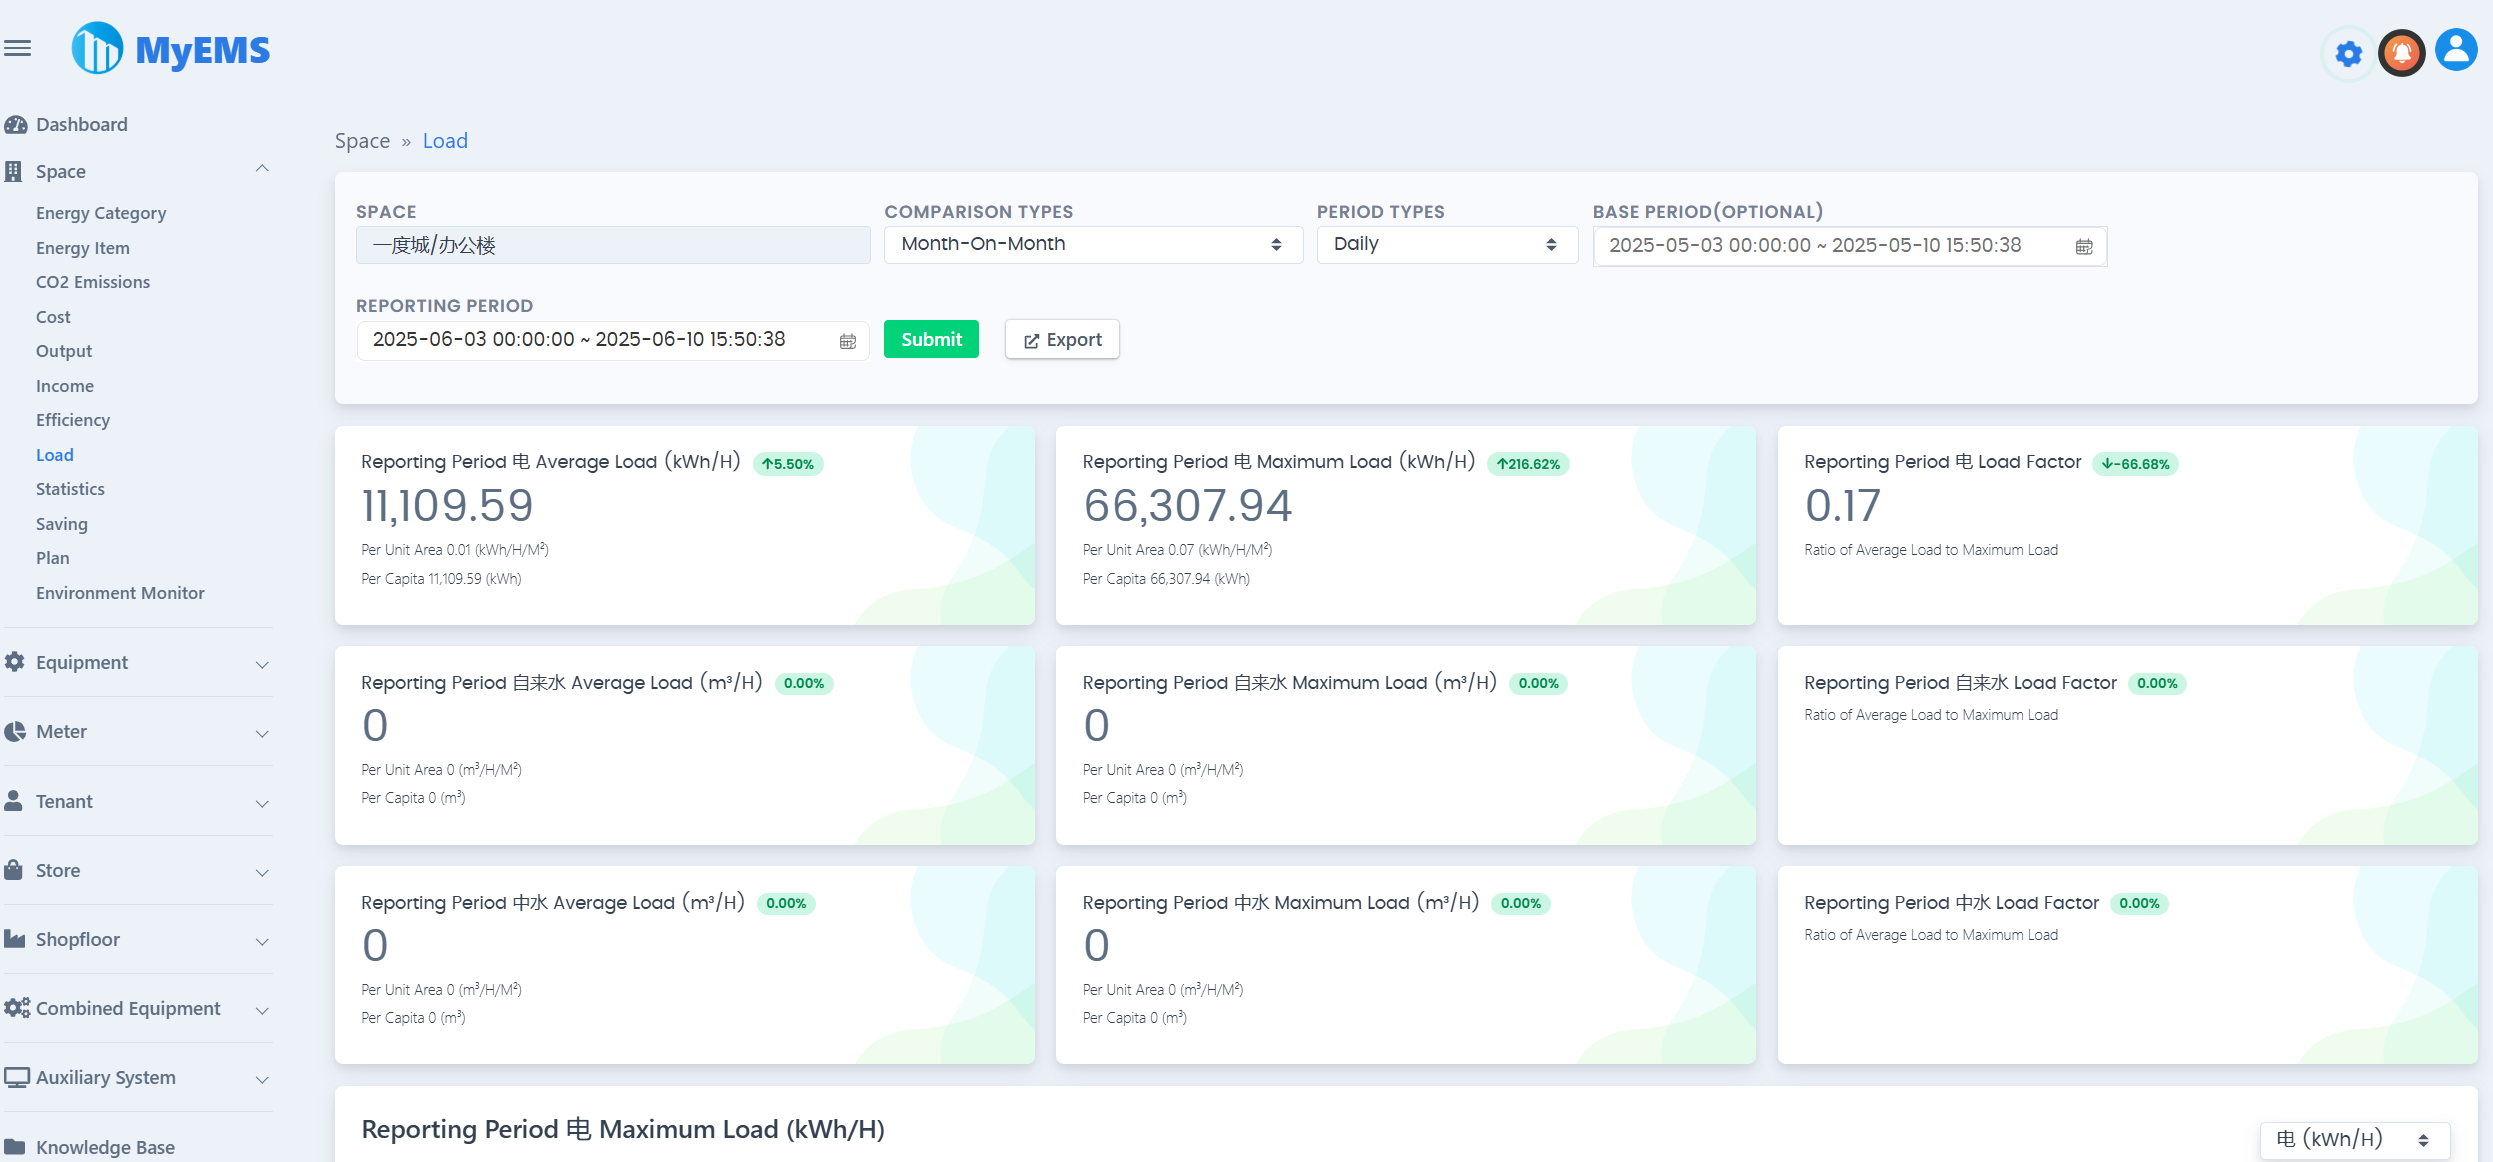 MyEMS
Dashboard
Space
Energy Category
Energy Item
CO2 Emissions
Cost
Output
Income
Efficiency
Load
Statistics
Saving
Plan
Environment Monitor
Equipment
Meter
Tenant
Store
Shopfloor
Combined Equipment
Auxiliary System
Knowledge Base
Space » Load
SPACE
一度城/办公楼
COMPARISON TYPES
Month-On-Month
PERIOD TYPES
Daily
BASE PERIOD(OPTIONAL)
2025-05-03 00:00:00 ~ 2025-05-10 15:50:38
REPORTING PERIOD
2025-06-03 00:00:00 ~ 2025-06-10 15:50:38
Submit
Export
Reporting Period 电 Average Load (kWh/H) ↑5.50%
11,109.59
Per Unit Area 0.01 (kWh/H/M²)
Per Capita 11,109.59 (kWh)
Reporting Period 电 Maximum Load (kWh/H) ↑216.62%
66,307.94
Per Unit Area 0.07 (kWh/H/M²)
Per Capita 66,307.94 (kWh)
Reporting Period 电 Load Factor ↓-66.68%
0.17
Ratio of Average Load to Maximum Load
Reporting Period 自来水 Average Load (m³/H) 0.00%
0
Per Unit Area 0 (m³/H/M²)
Per Capita 0 (m³)
Reporting Period 自来水 Maximum Load (m³/H) 0.00%
0
Per Unit Area 0 (m³/H/M²)
Per Capita 0 (m³)
Reporting Period 自来水 Load Factor 0.00%
Ratio of Average Load to Maximum Load
Reporting Period 中水 Average Load (m³/H) 0.00%
0
Per Unit Area 0 (m³/H/M²)
Per Capita 0 (m³)
Reporting Period 中水 Maximum Load (m³/H) 0.00%
0
Per Unit Area 0 (m³/H/M²)
Per Capita 0 (m³)
Reporting Period 中水 Load Factor 0.00%
Ratio of Average Load to Maximum Load
Reporting Period 电 Maximum Load (kWh/H)
电 (kWh/H)